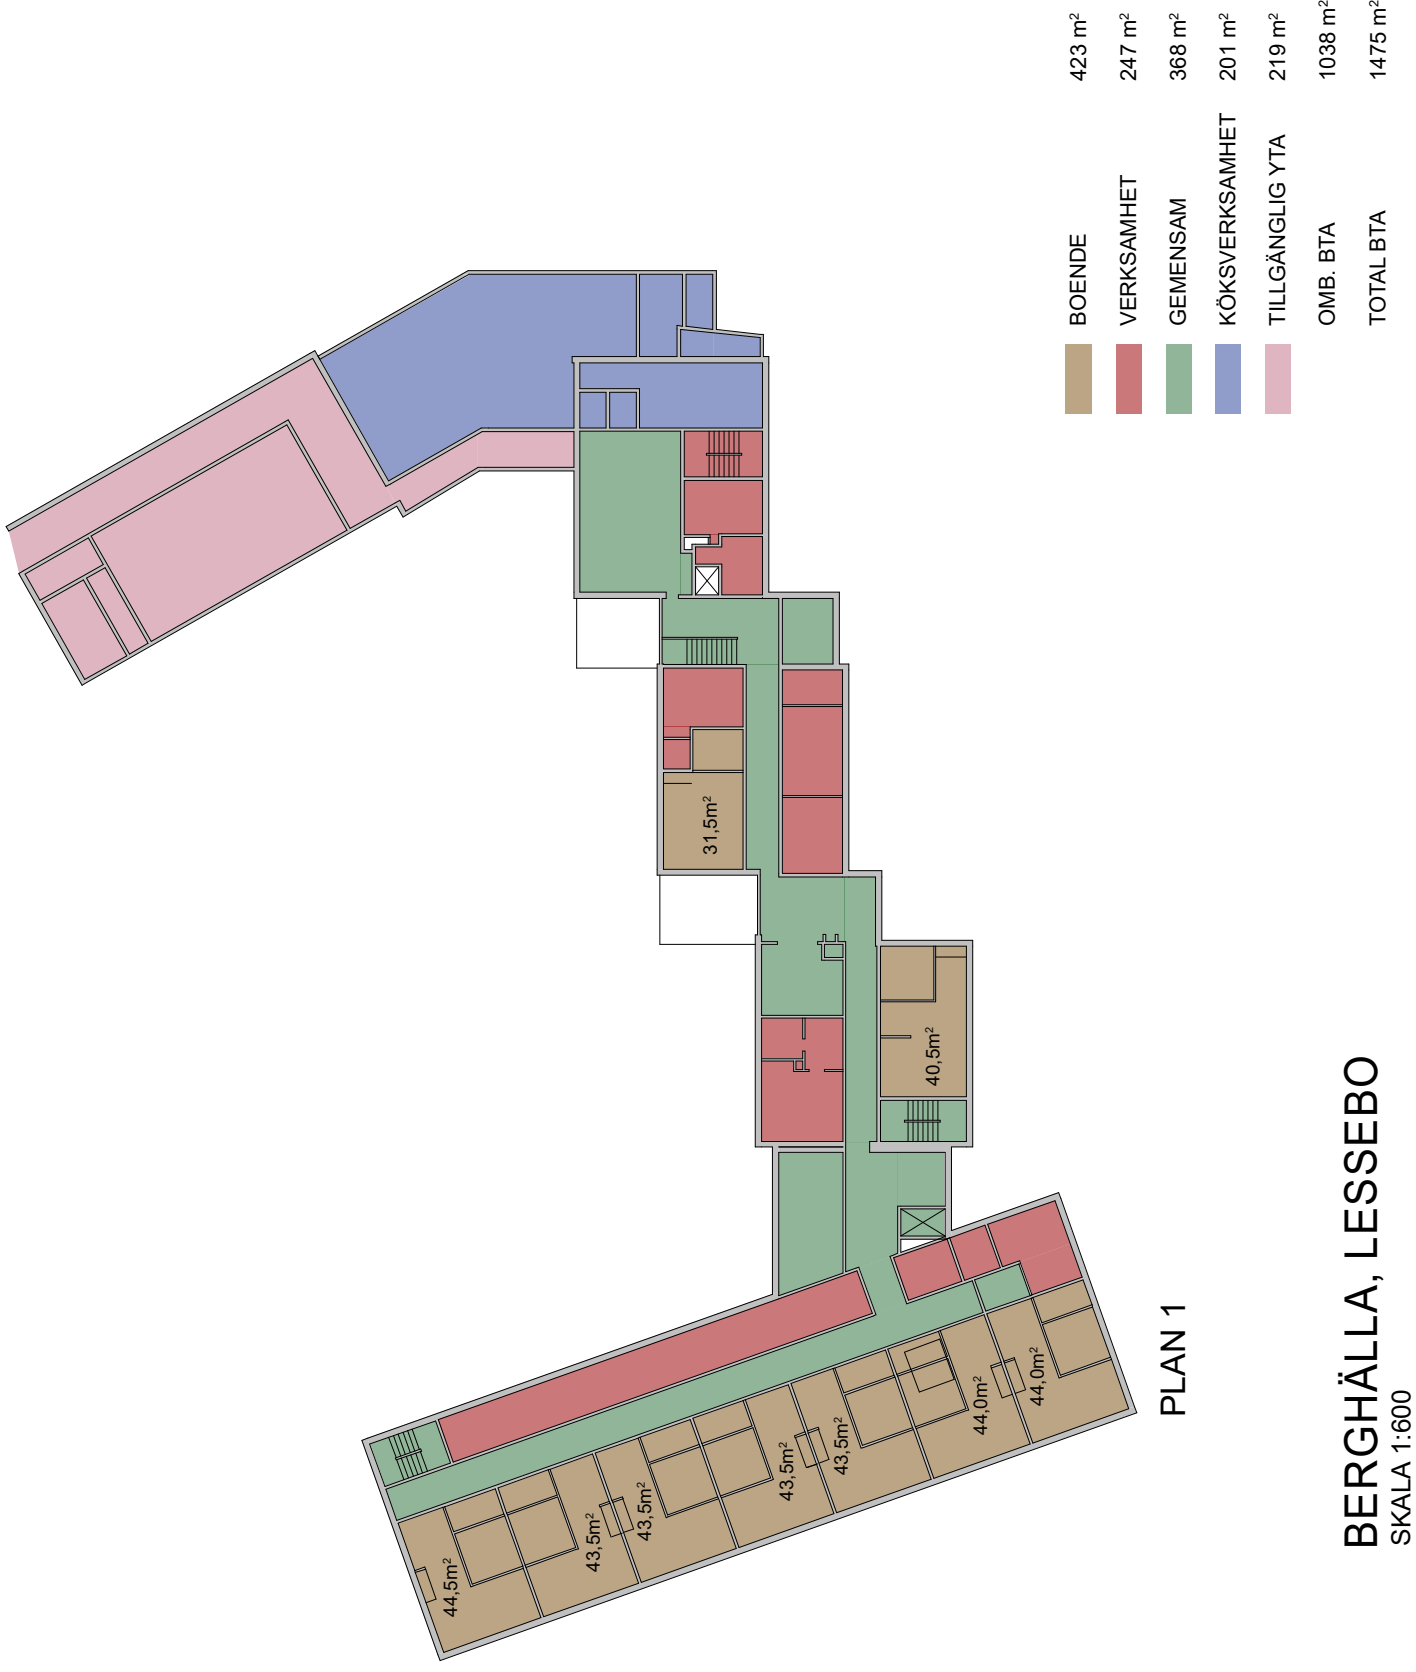 BOENDE 423 m²
VERKSAMHET 247 m²
GEMENSAM 368 m²
KÖKSVERKSAMHET 201 m²
TILLGÄNGLIG YTA 219 m²
OMB. BTA 1038 m²
TOTAL BTA 1475 m²
31,5m²
40,5m²
44,5m²
43,5m²
43,5m²
43,5m²
43,5m²
44,0m²
44,0m²
PLAN 1
BERGHÄLLA, LESSEBO
SKALA 1:600